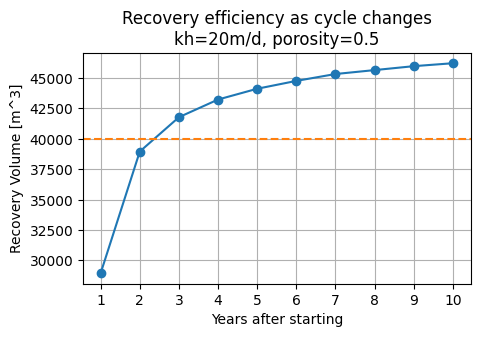 Recovery efficiency as cycle changes
kh=20m/d, porosity=0.5
Recovery Volume [m^3]
45000
42500
40000
37500
35000
32500
30000
1 2 3 4 5 6 7 8 9 10
Years after starting